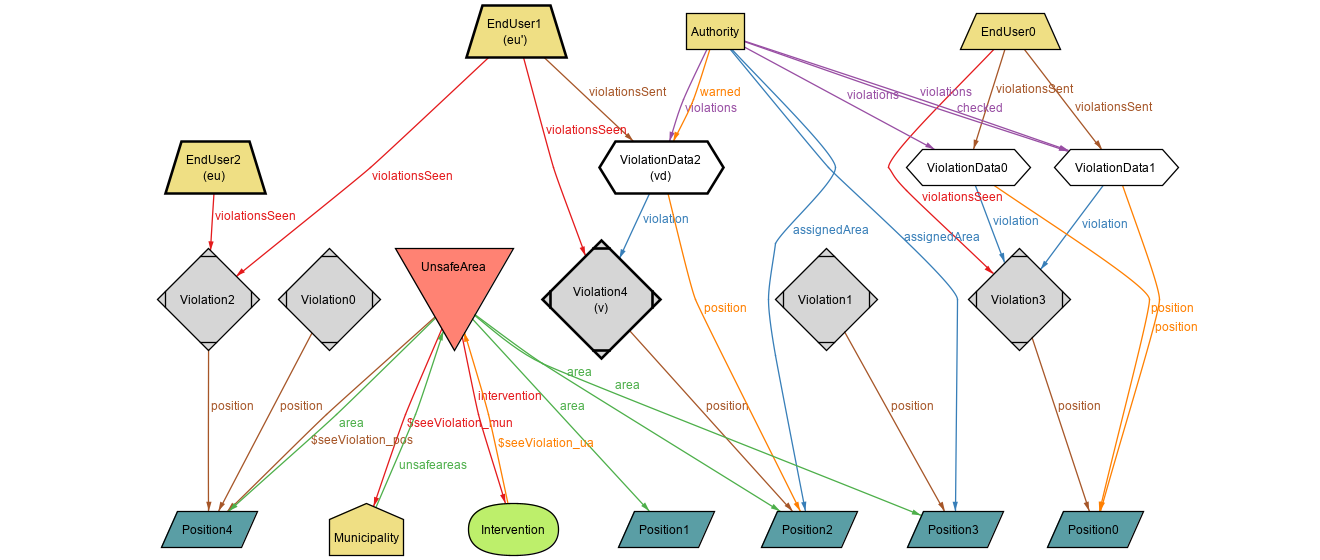 EndUser1
(eu')
Authority
EndUser0
violationsSent
warned
violations
violations
violations
checked
violationsSent
violationsSent
violationsSeen
EndUser2
(eu)
ViolationData2
(vd)
ViolationData0
ViolationData1
violationsSeen
violationsSeen
violationsSeen
violation
violation
violation
assignedArea
assignedArea
Violation2
Violation0
UnsafeArea
Violation4
(v)
Violation1
Violation3
position
position
position
area
area
position
position
area
$seeViolation_pos
intervention
$seeViolation_mun
area
$seeViolation_ua
unsafeareas
position
position
position
Position4
Municipality
Intervention
Position1
Position2
Position3
Position0